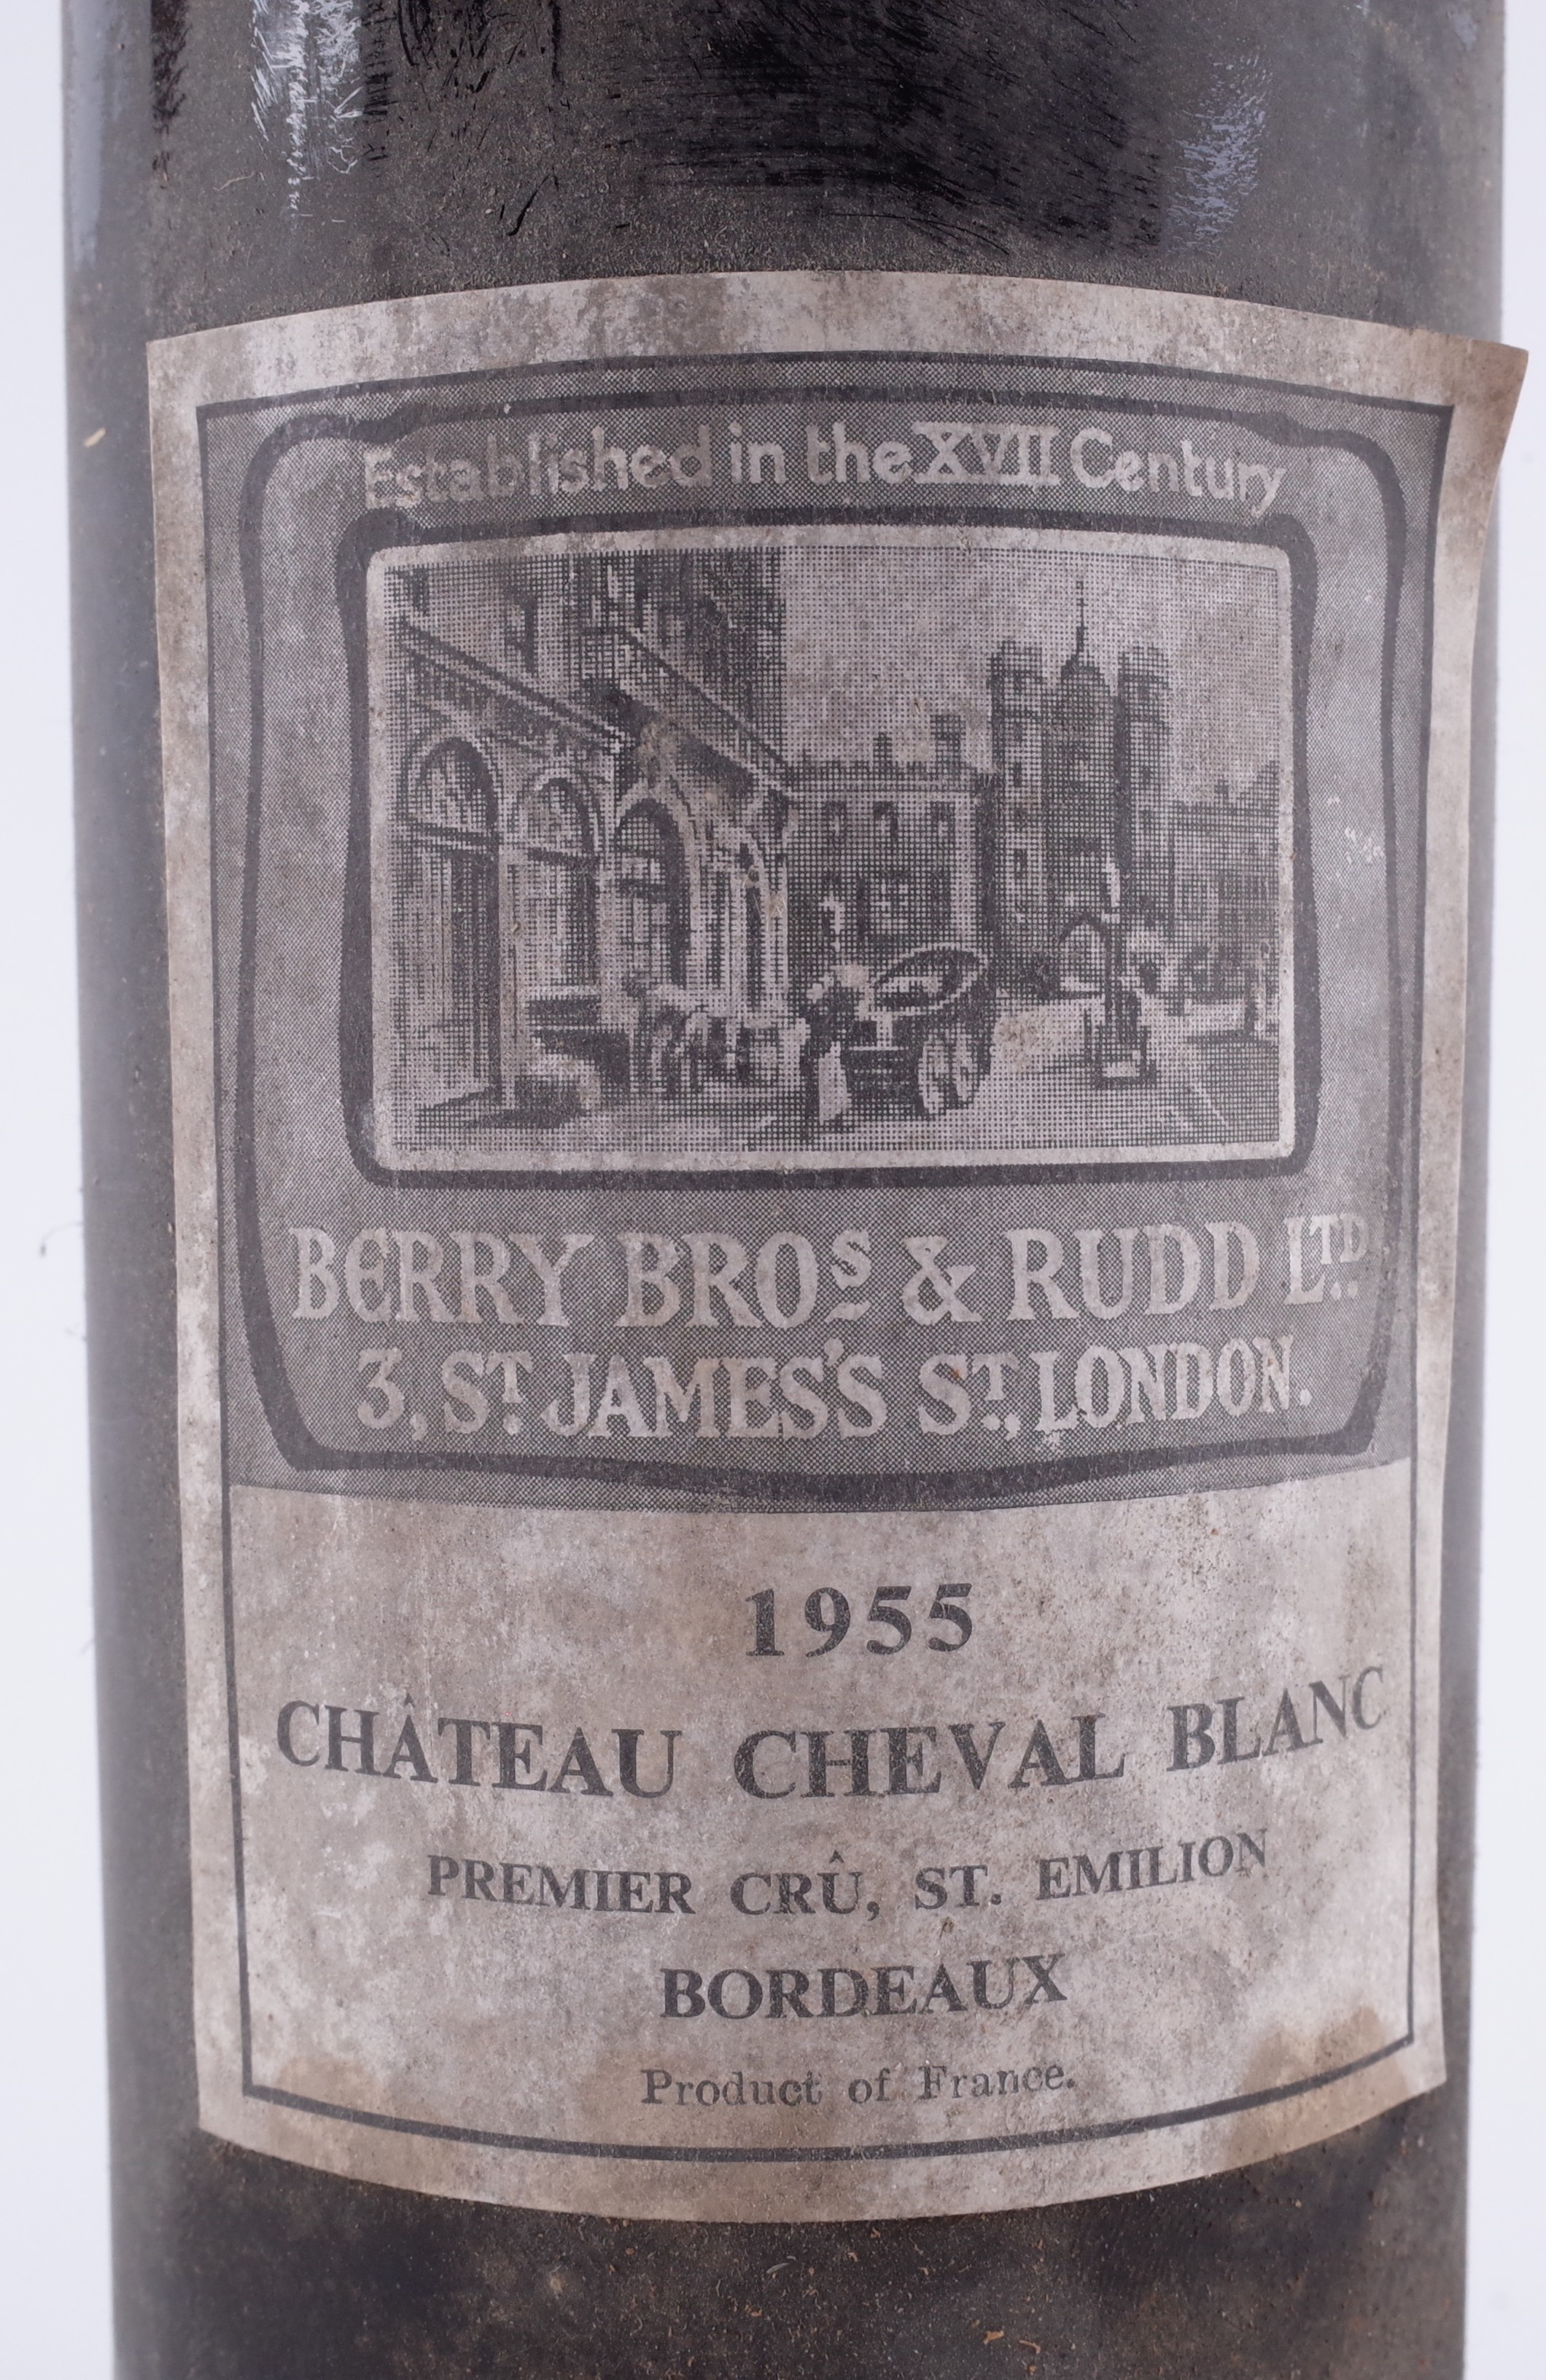 Established in the XVII Century
BERRY BROS & RUDD LTD.
3, ST. JAMES'S ST., LONDON.
1955
CHÂTEAU CHEVAL BLANC
PREMIER CRÛ, ST. EMILION
BORDEAUX
Product of France.